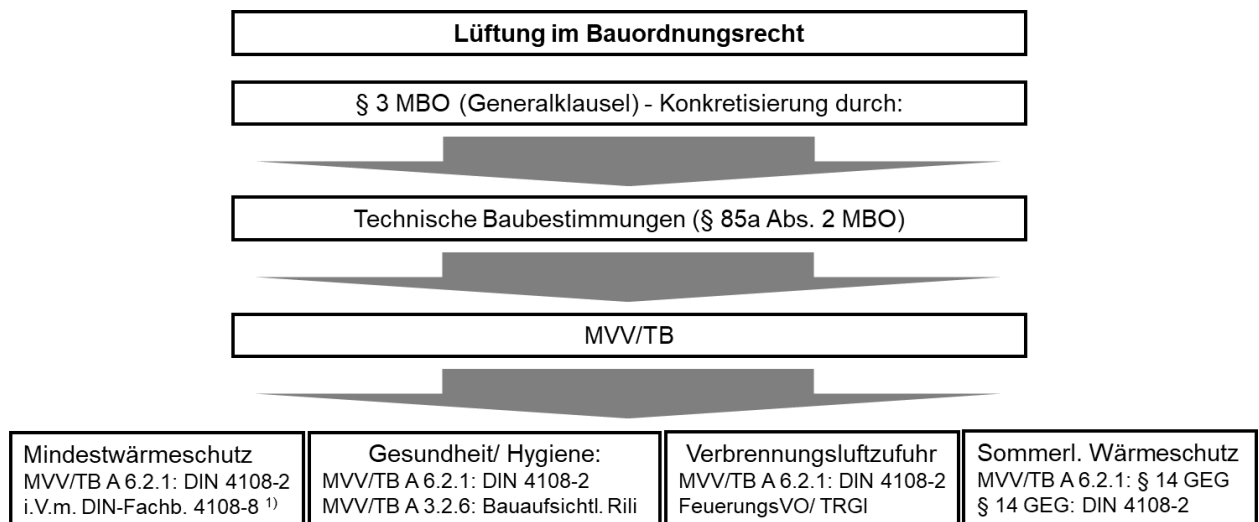 Lüftung im Bauordnungsrecht
§ 3 MBO (Generalklausel) - Konkretisierung durch:
Technische Baubestimmungen (§ 85a Abs. 2 MBO)
MVV/TB
Mindestwärmeschutz
MVV/TB A 6.2.1: DIN 4108-2
i.V.m. DIN-Fachb. 4108-8 ¹⁾
Gesundheit/ Hygiene:
MVV/TB A 6.2.1: DIN 4108-2
MVV/TB A 3.2.6: Bauaufsichtl. Rili
Verbrennungsluftzufuhr
MVV/TB A 6.2.1: DIN 4108-2
FeuerungsVO/ TRGI
Sommerl. Wärmeschutz
MVV/TB A 6.2.1: § 14 GEG
§ 14 GEG: DIN 4108-2